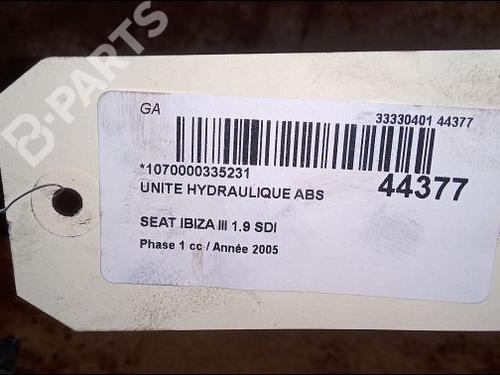 B-PARTS
GA
33330401 44377
*1070000335231
44377
UNITE HYDRAULIQUE ABS
SEAT IBIZA III 1.9 SDI
Phase 1 cc / Année 2005